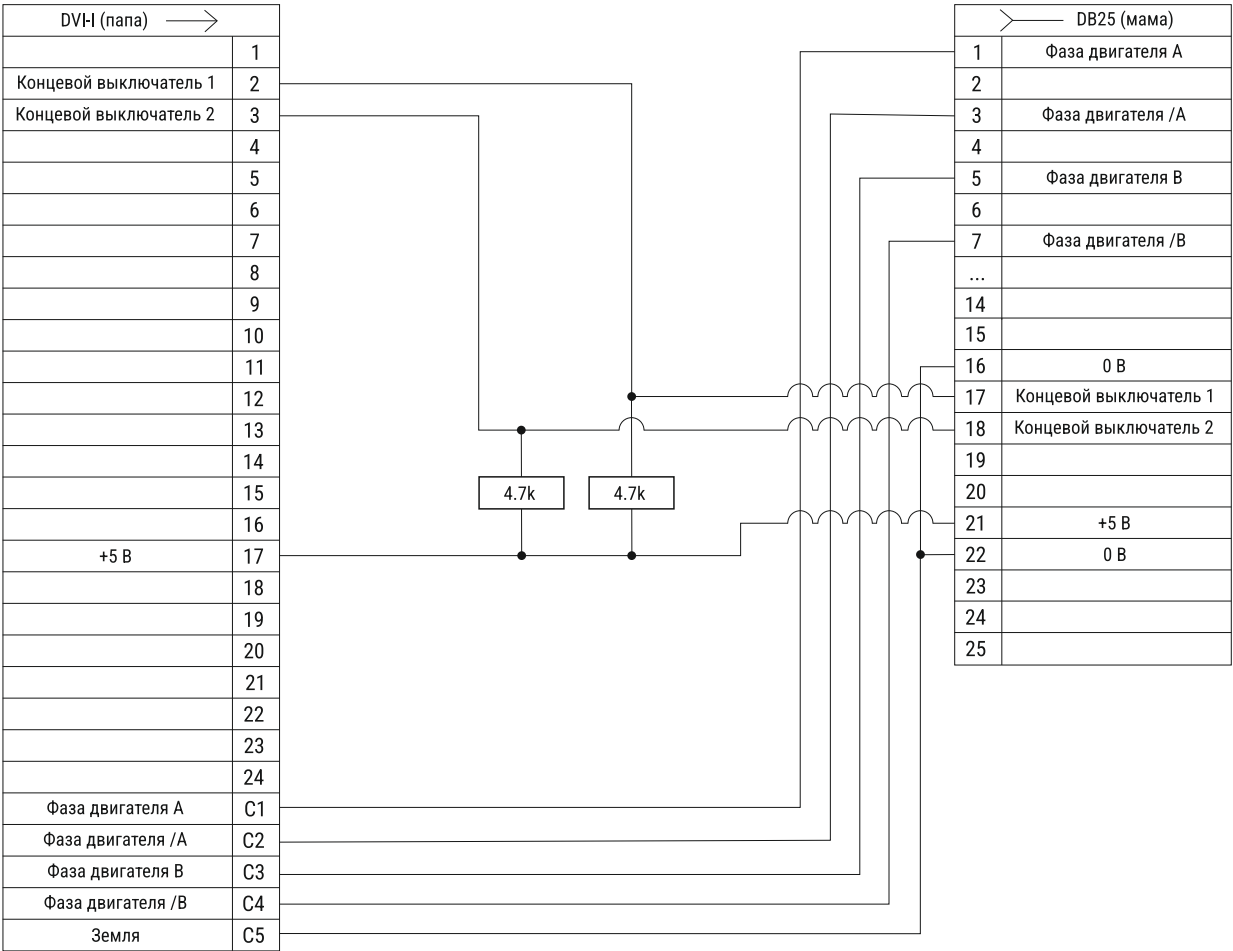 DVI-I (папа)
1
Концевой выключатель 1 2
Концевой выключатель 2 3
4
5
6
7
8
9
10
11
12
13
14
15
16
+5 В 17
18
19
20
21
22
23
24
Фаза двигателя A C1
Фаза двигателя /A C2
Фаза двигателя B C3
Фаза двигателя /B C4
Земля C5
4.7k
4.7k
DB25 (мама)
1 Фаза двигателя A
2
3 Фаза двигателя /A
4
5 Фаза двигателя B
6
7 Фаза двигателя /B
...
14
15
16 0 В
17 Концевой выключатель 1
18 Концевой выключатель 2
19
20
21 +5 В
22 0 В
23
24
25